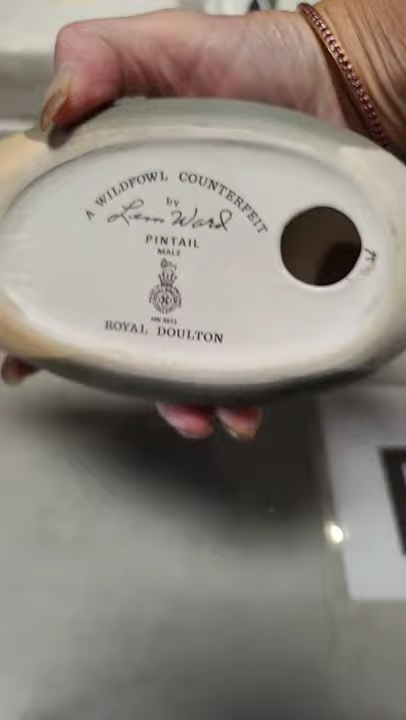 A WILDFOWL COUNTERFEIT
by
Lem Ward
PINTAIL
MALE
ROYAL DOULTON